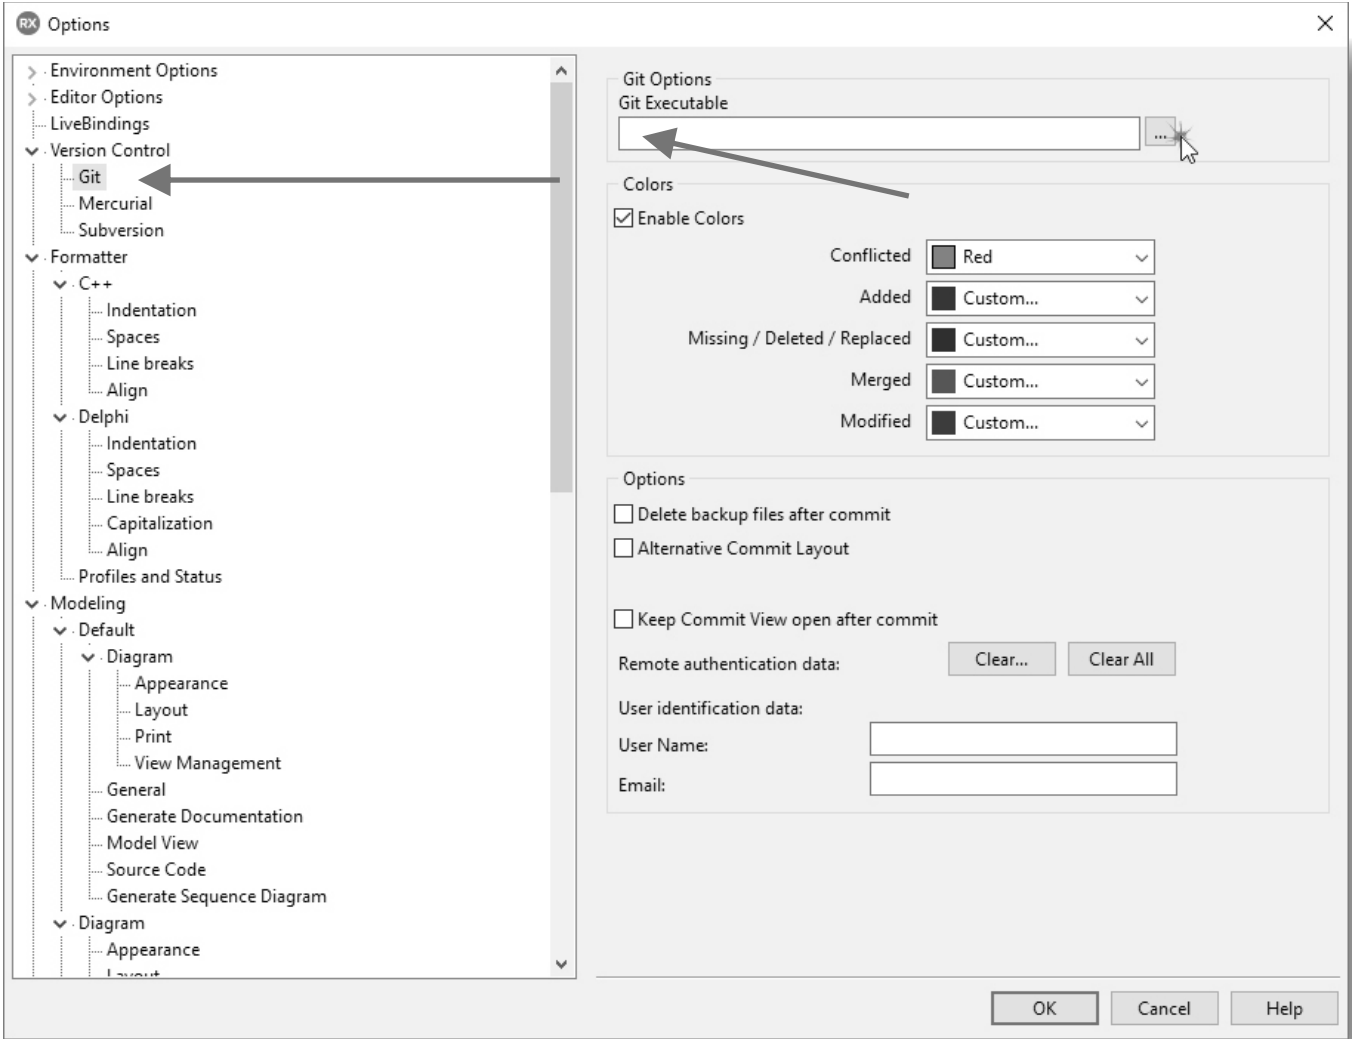 RX Options
Environment Options
Editor Options
LiveBindings
Version Control
Git
Mercurial
Subversion
Formatter
C++
Indentation
Spaces
Line breaks
Align
Delphi
Indentation
Spaces
Line breaks
Capitalization
Align
Profiles and Status
Modeling
Default
Diagram
Appearance
Layout
Print
View Management
General
Generate Documentation
Model View
Source Code
Generate Sequence Diagram
Diagram
Appearance
Layout
Git Options
Git Executable
...
Colors
Enable Colors
Conflicted Red
Added Custom...
Missing / Deleted / Replaced Custom...
Merged Custom...
Modified Custom...
Options
Delete backup files after commit
Alternative Commit Layout
Keep Commit View open after commit
Remote authentication data: Clear... Clear All
User identification data:
User Name:
Email:
OK Cancel Help